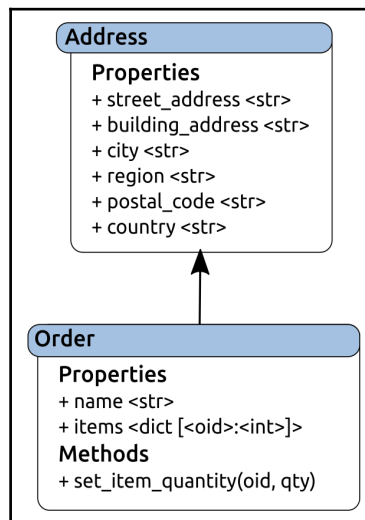 Address
Properties
+ street_address <str>
+ building_address <str>
+ city <str>
+ region <str>
+ postal_code <str>
+ country <str>
Order
Properties
+ name <str>
+ items <dict [<oid>:<int>]>
Methods
+ set_item_quantity(oid, qty)